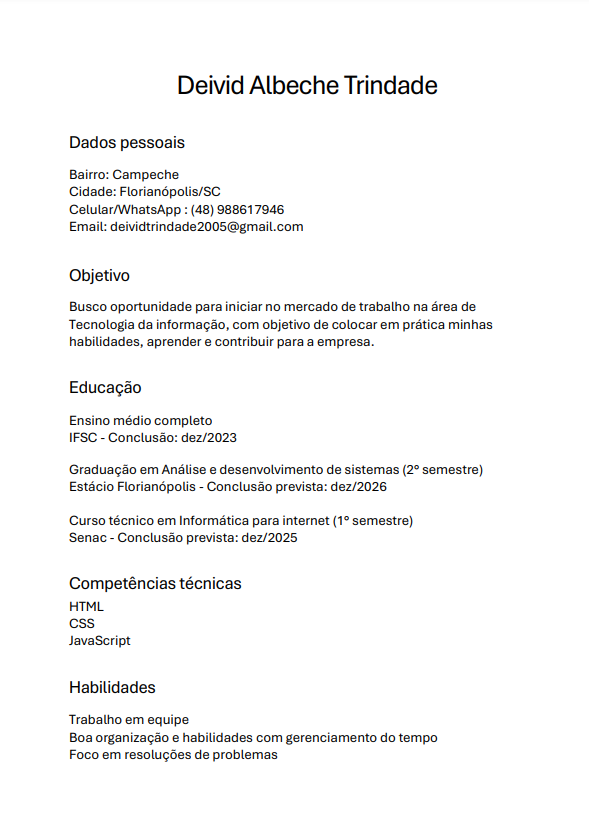 Deivid Albeche Trindade
Dados pessoais
Bairro: Campeche
Cidade: Florianópolis/SC
Celular/WhatsApp : (48) 988617946
Email: deividtrindade2005@gmail.com
Objetivo
Busco oportunidade para iniciar no mercado de trabalho na área de
Tecnologia da informação, com objetivo de colocar em prática minhas
habilidades, aprender e contribuir para a empresa.
Educação
Ensino médio completo
IFSC - Conclusão: dez/2023
Graduação em Análise e desenvolvimento de sistemas (2º semestre)
Estácio Florianópolis - Conclusão prevista: dez/2026
Curso técnico em Informática para internet (1º semestre)
Senac - Conclusão prevista: dez/2025
Competências técnicas
HTML
CSS
JavaScript
Habilidades
Trabalho em equipe
Boa organização e habilidades com gerenciamento do tempo
Foco em resoluções de problemas